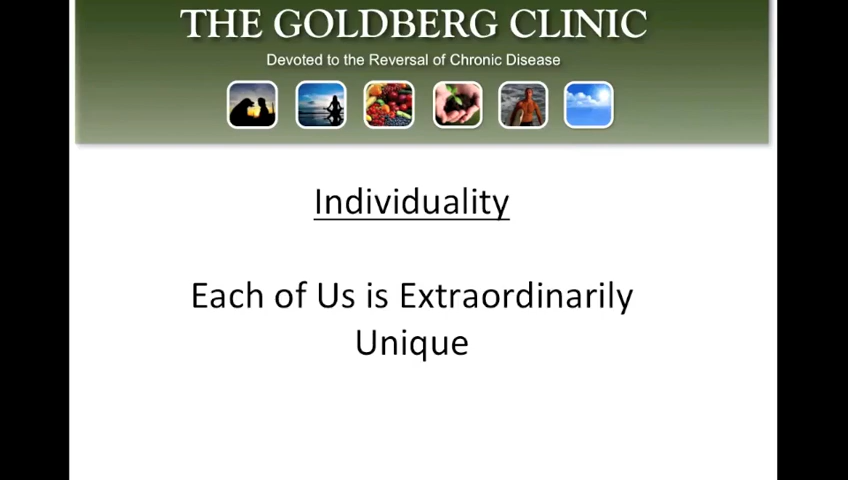 THE GOLDBERG CLINIC
Devoted to the Reversal of Chronic Disease
Individuality
Each of Us is Extraordinarily
Unique